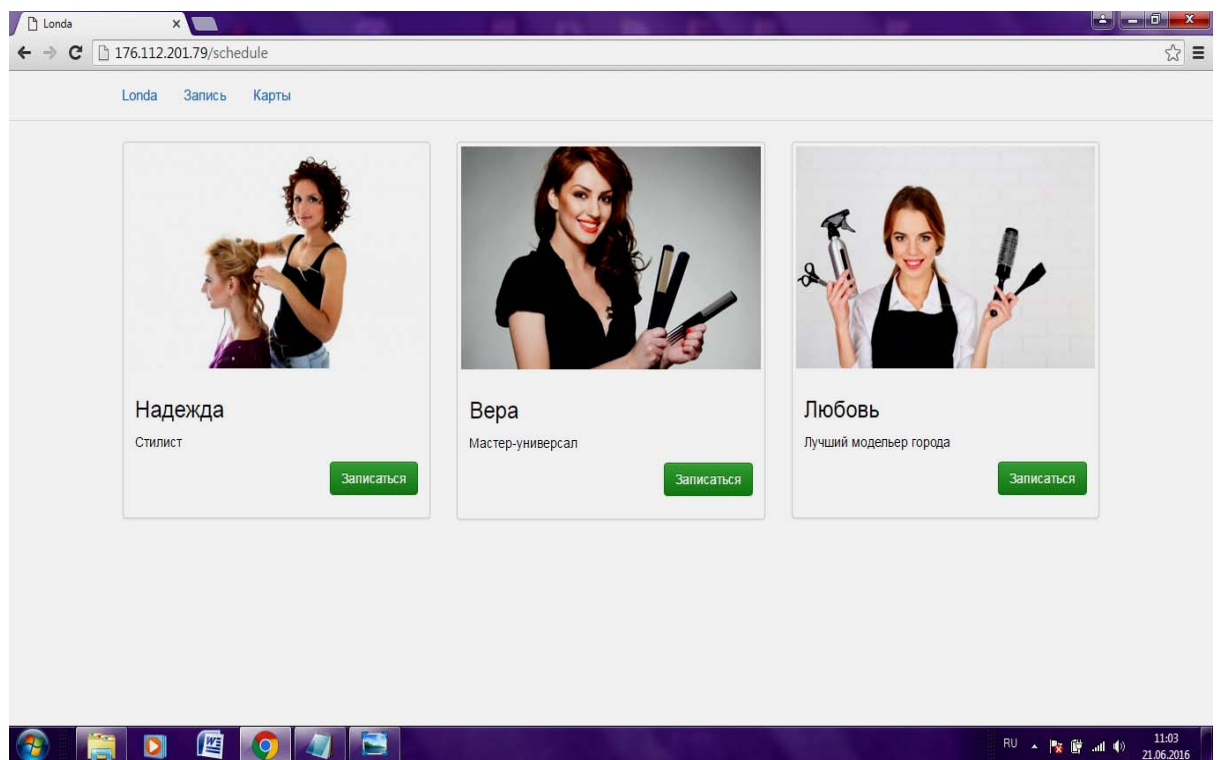 Londa
176.112.201.79/schedule
Londa Запись Карты
Надежда
Стилист
Записаться
Вера
Мастер-универсал
Записаться
Любовь
Лучший модельер города
Записаться
RU
11:03
21.06.2016